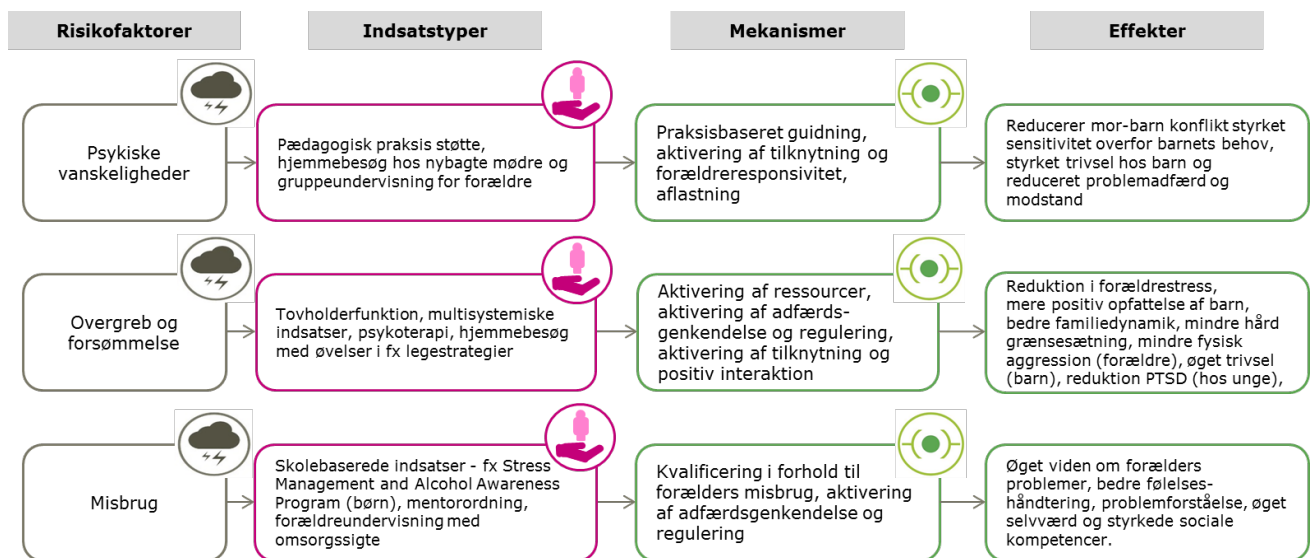 Risikofaktorer
Indsatstyper
Mekanismer
Effekter
Psykiske
vanskeligheder
Pædagogisk praksis støtte,
hjemmebesøg hos nybagte mødre og
gruppeundervisning for forældre
Praksisbaseret guidning,
aktivering af tilknytning og
forældreresponsivitet,
aflastning
Reducerer mor-barn konflikt styrket
sensitivitet overfor barnets behov,
styrket trivsel hos barn og
reduceret problemadfærd og
modstand
Overgreb og
forsømmelse
Tovholderfunktion, multisystemiske
indsatser, psykoterapi, hjemmebesøg
med øvelser i fx legestrategier
Aktivering af ressourcer,
aktivering af adfærds-
genkendelse og regulering,
aktivering af tilknytning og
positiv interaktion
Reduktion i forældrestress,
mere positiv opfattelse af barn,
bedre familiedynamik, mindre hård
grænsesætning, mindre fysisk
aggression (forældre), øget trivsel
(barn), reduktion PTSD (hos unge),
Misbrug
Skolebaserede indsatser - fx Stress
Management and Alcohol Awareness
Program (børn), mentorordning,
forældreundervisning med
omsorgssigte
Kvalificering i forhold til
forælders misbrug, aktivering
af adfærdsgenkendelse og
regulering
Øget viden om forælders
problemer, bedre følelses-
håndtering, problemforståelse, øget
selvværd og styrkede sociale
kompetencer.